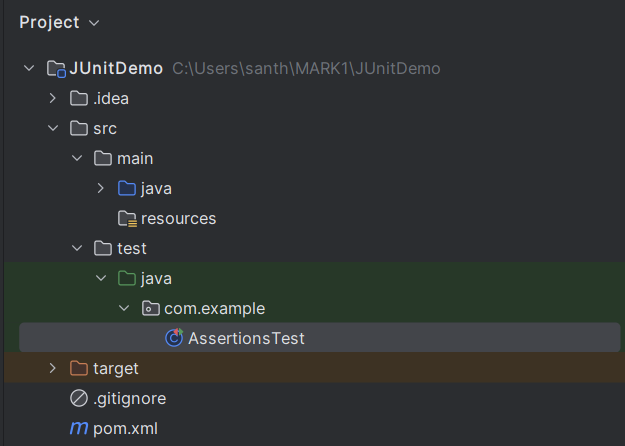 Project
JUnitDemo C:\Users\santh\MARK1\JUnitDemo
.idea
src
main
java
resources
test
java
com.example
AssertionsTest
target
.gitignore
pom.xml